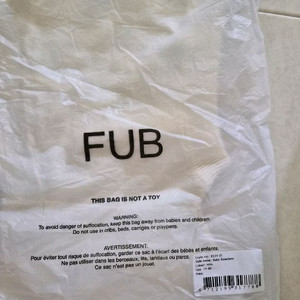 FUB
THIS BAG IS NOT A TOY
WARNING:
To avoid danger of suffocation, keep this bag away from babies and children.
Do not use in cribs, beds, carriges or playpens.
AVERTISSEMENT:
Pour éviter tout risque de suffocation, garder ce sac à l'écart des bébés et enfants.
Ne pas utiliser dans les berceaux, lits, landaus ou parcs.
Ce sac n'est pas un jouet.